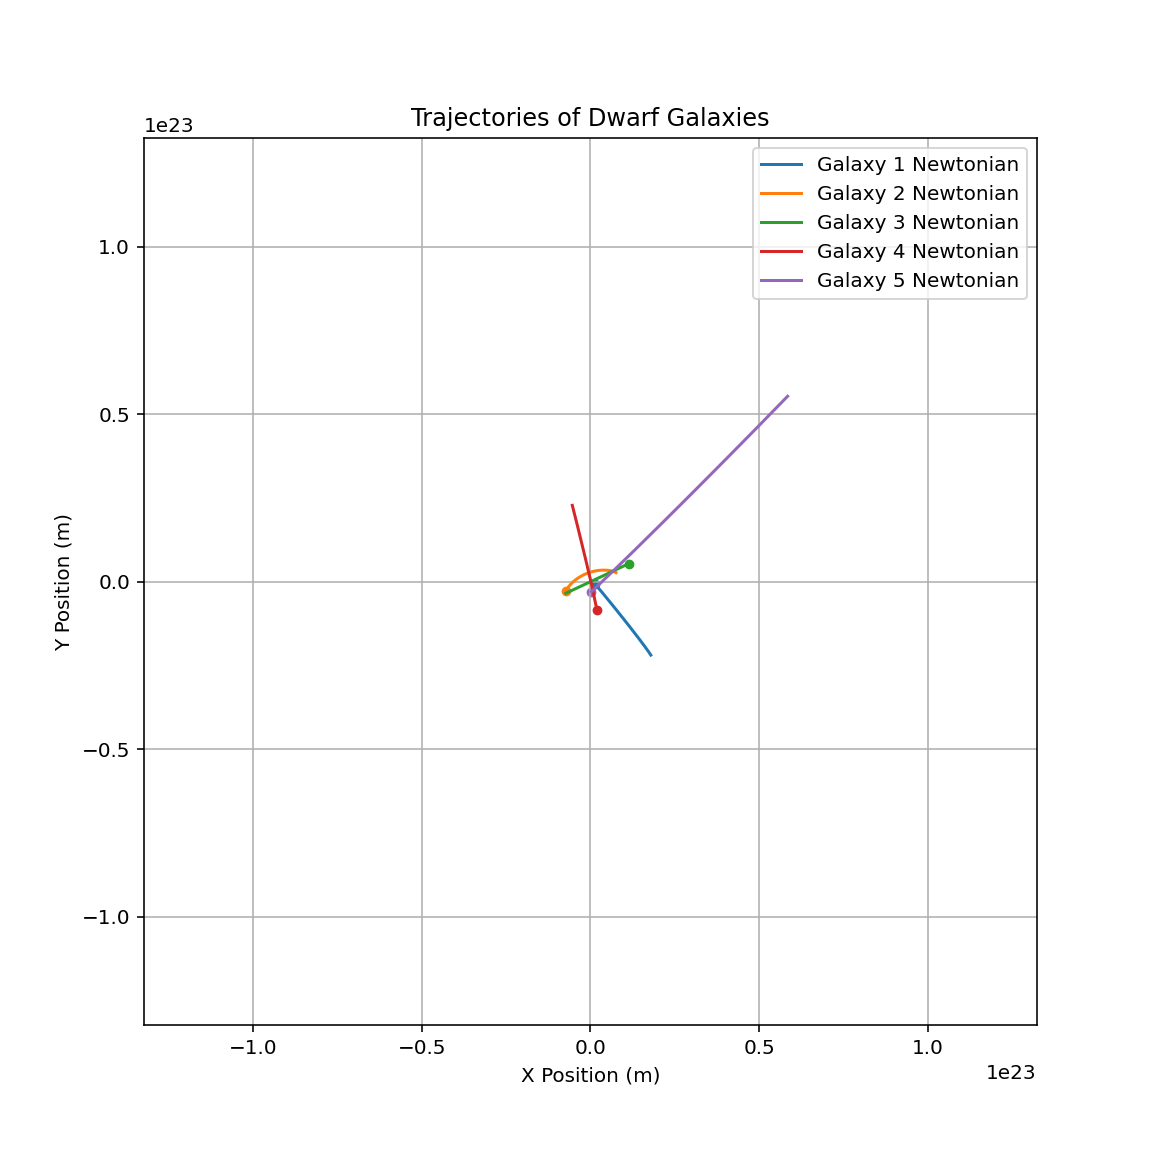 Trajectories of Dwarf Galaxies
1e23
Galaxy 1 Newtonian
Galaxy 2 Newtonian
Galaxy 3 Newtonian
Galaxy 4 Newtonian
Galaxy 5 Newtonian
1.0
0.5
0.0
−0.5
−1.0
Y Position (m)
−1.0 −0.5 0.0 0.5 1.0
X Position (m)
1e23